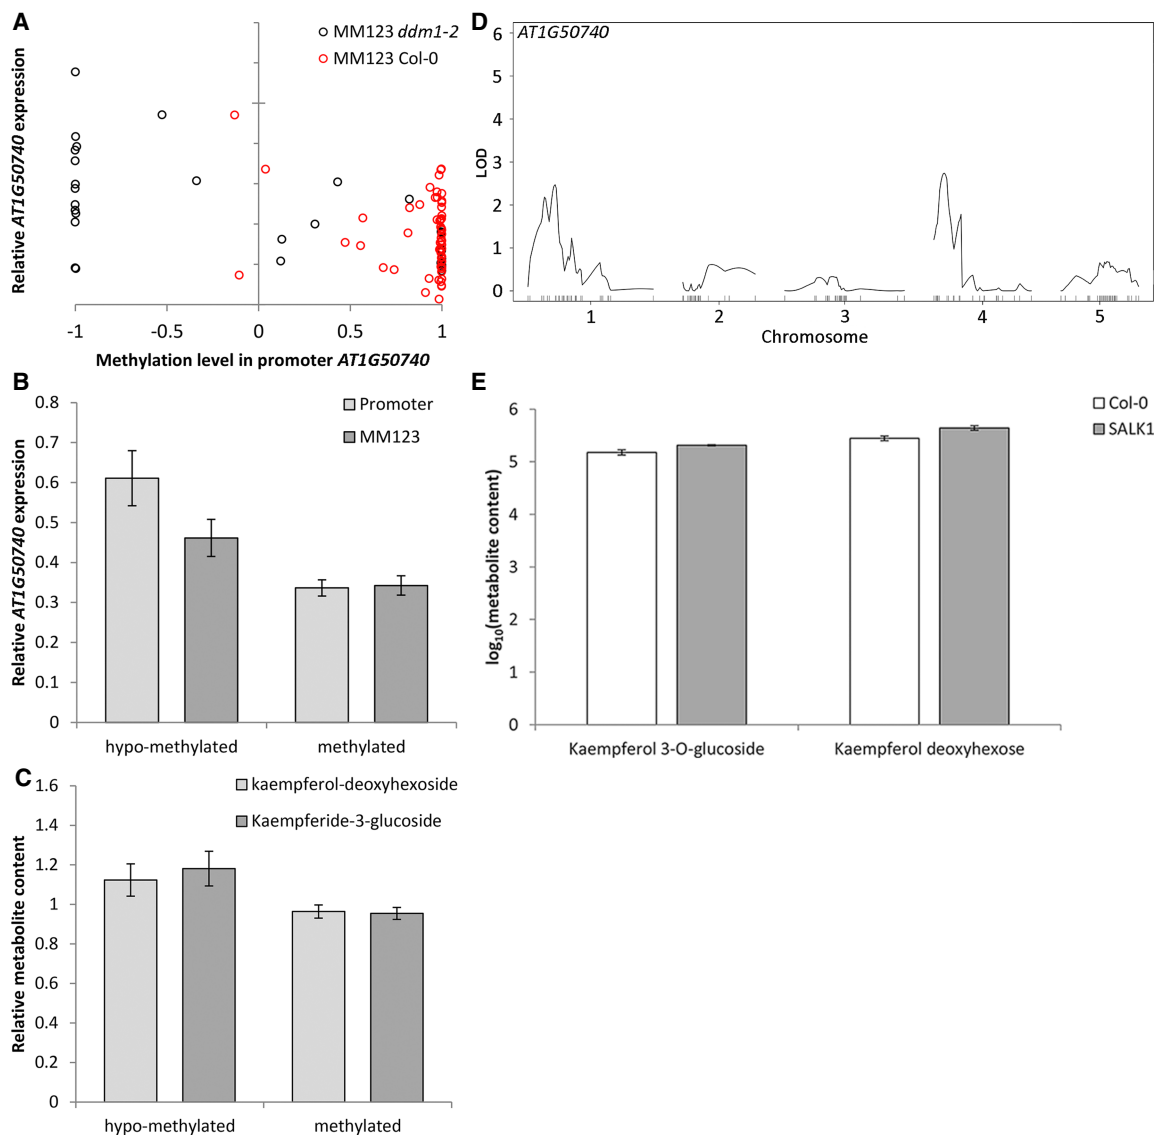 A
MM123 ddm1-2
MM123 Col-0
Relative AT1G50740 expression
-1 -0.5 0 0.5 1
Methylation level in promoter AT1G50740
B
0.8
0.7
0.6
0.5
0.4
0.3
0.2
0.1
0
Promoter
MM123
Relative AT1G50740 expression
hypo-methylated methylated
C
1.6
1.4
1.2
1
0.8
0.6
0.4
0.2
0
kaempferol-deoxyhexoside
Kaempferide-3-glucoside
Relative metabolite content
hypo-methylated methylated
D
AT1G50740
6
5
4
3
2
1
0
LOD
1 2 3 4 5
Chromosome
E
6
5
4
3
2
1
0
Col-0
SALK1
log10(metabolite content)
Kaempferol 3-O-glucoside Kaempferol deoxyhexose